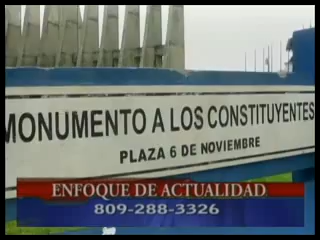 MONUMENTO A LOS CONSTITUYENTES
PLAZA 6 DE NOVIEMBRE
ENFOQUE DE ACTUALIDAD
809-288-3326